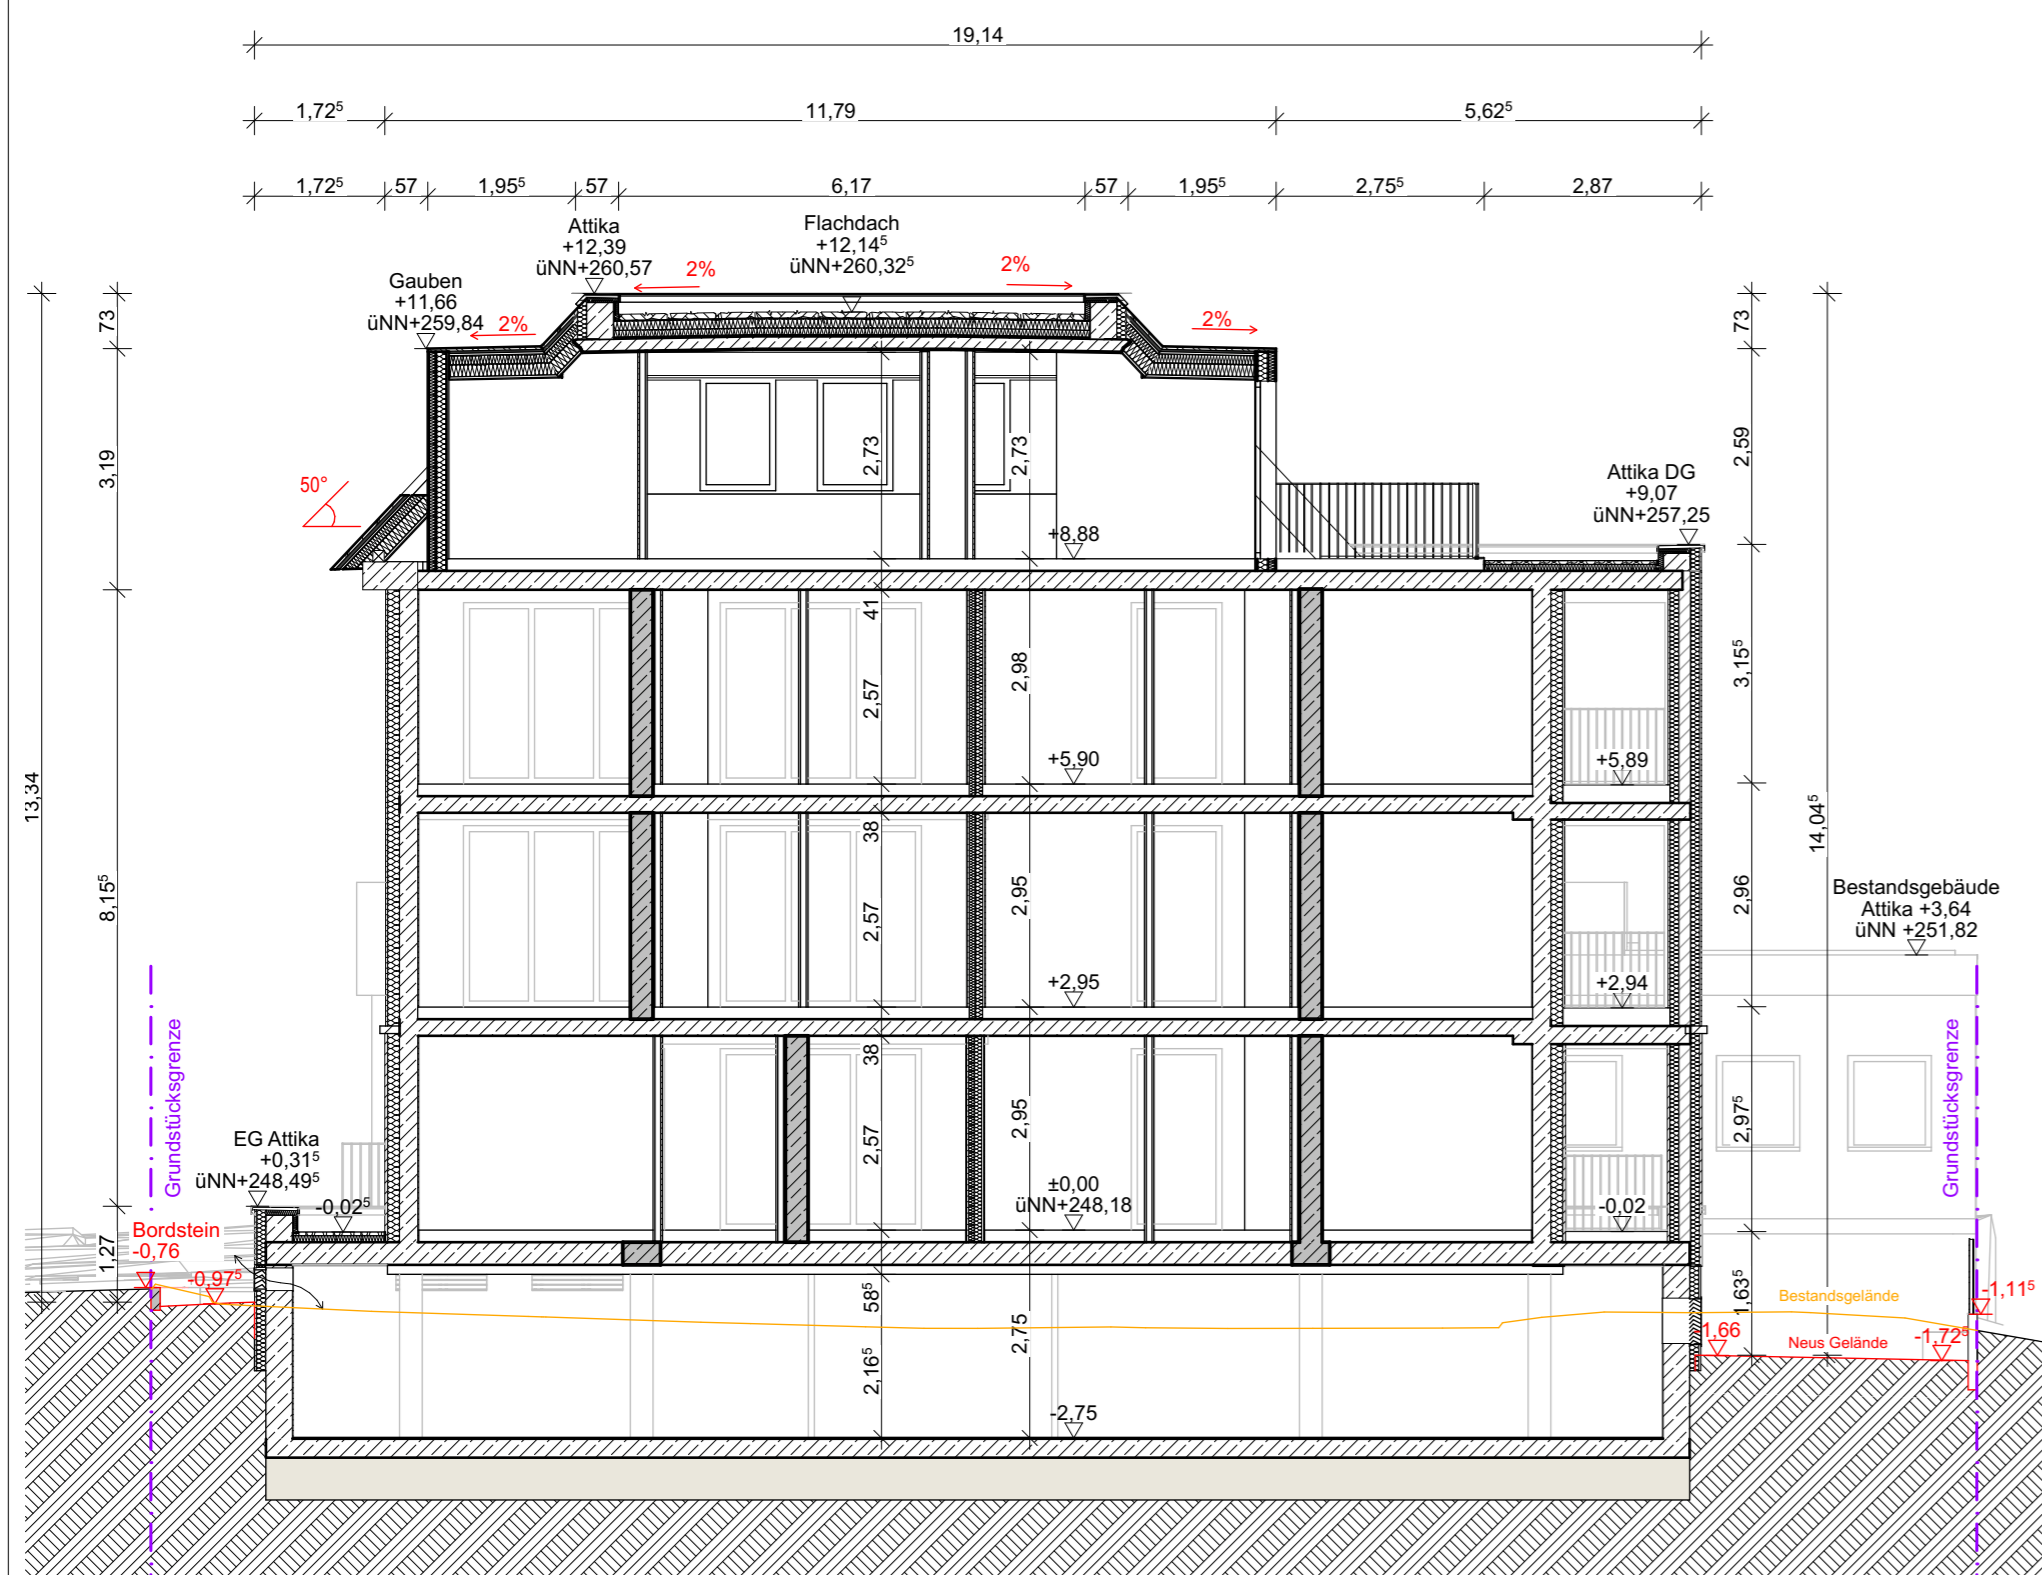 19,14
1,72⁵ 11,79 5,62⁵
1,72⁵ 57 1,95⁵ 57 6,17 57 1,95⁵ 2,75⁵ 2,87
Attika
+12,39
üNN+260,57
Flachdach
+12,14⁵
üNN+260,32⁵
2%
2%
Gauben
+11,66
üNN+259,84
2%
2%
73
3,19
8,15⁵
1,27
13,34
50°
73
2,59
3,15⁵
2,96
2,97⁵
1,63⁵
14,04⁵
Attika DG
+9,07
üNN+257,25
2,73
2,73
+8,88
41
2,57
2,98
+5,90
+5,89
38
2,57
2,95
+2,95
+2,94
38
2,57
2,95
±0,00
üNN+248,18
-0,02
Bestandsgebäude
Attika +3,64
üNN +251,82
Grundstücksgrenze
Grundstücksgrenze
EG Attika
+0,31⁵
üNN+248,49⁵
-0,02⁵
Bordstein
-0,76
-0,97⁵
58⁵
2,16⁵
2,75
-2,75
Bestandsgelände
-1,11⁵
-1,66
Neus Gelände
-1,72⁵